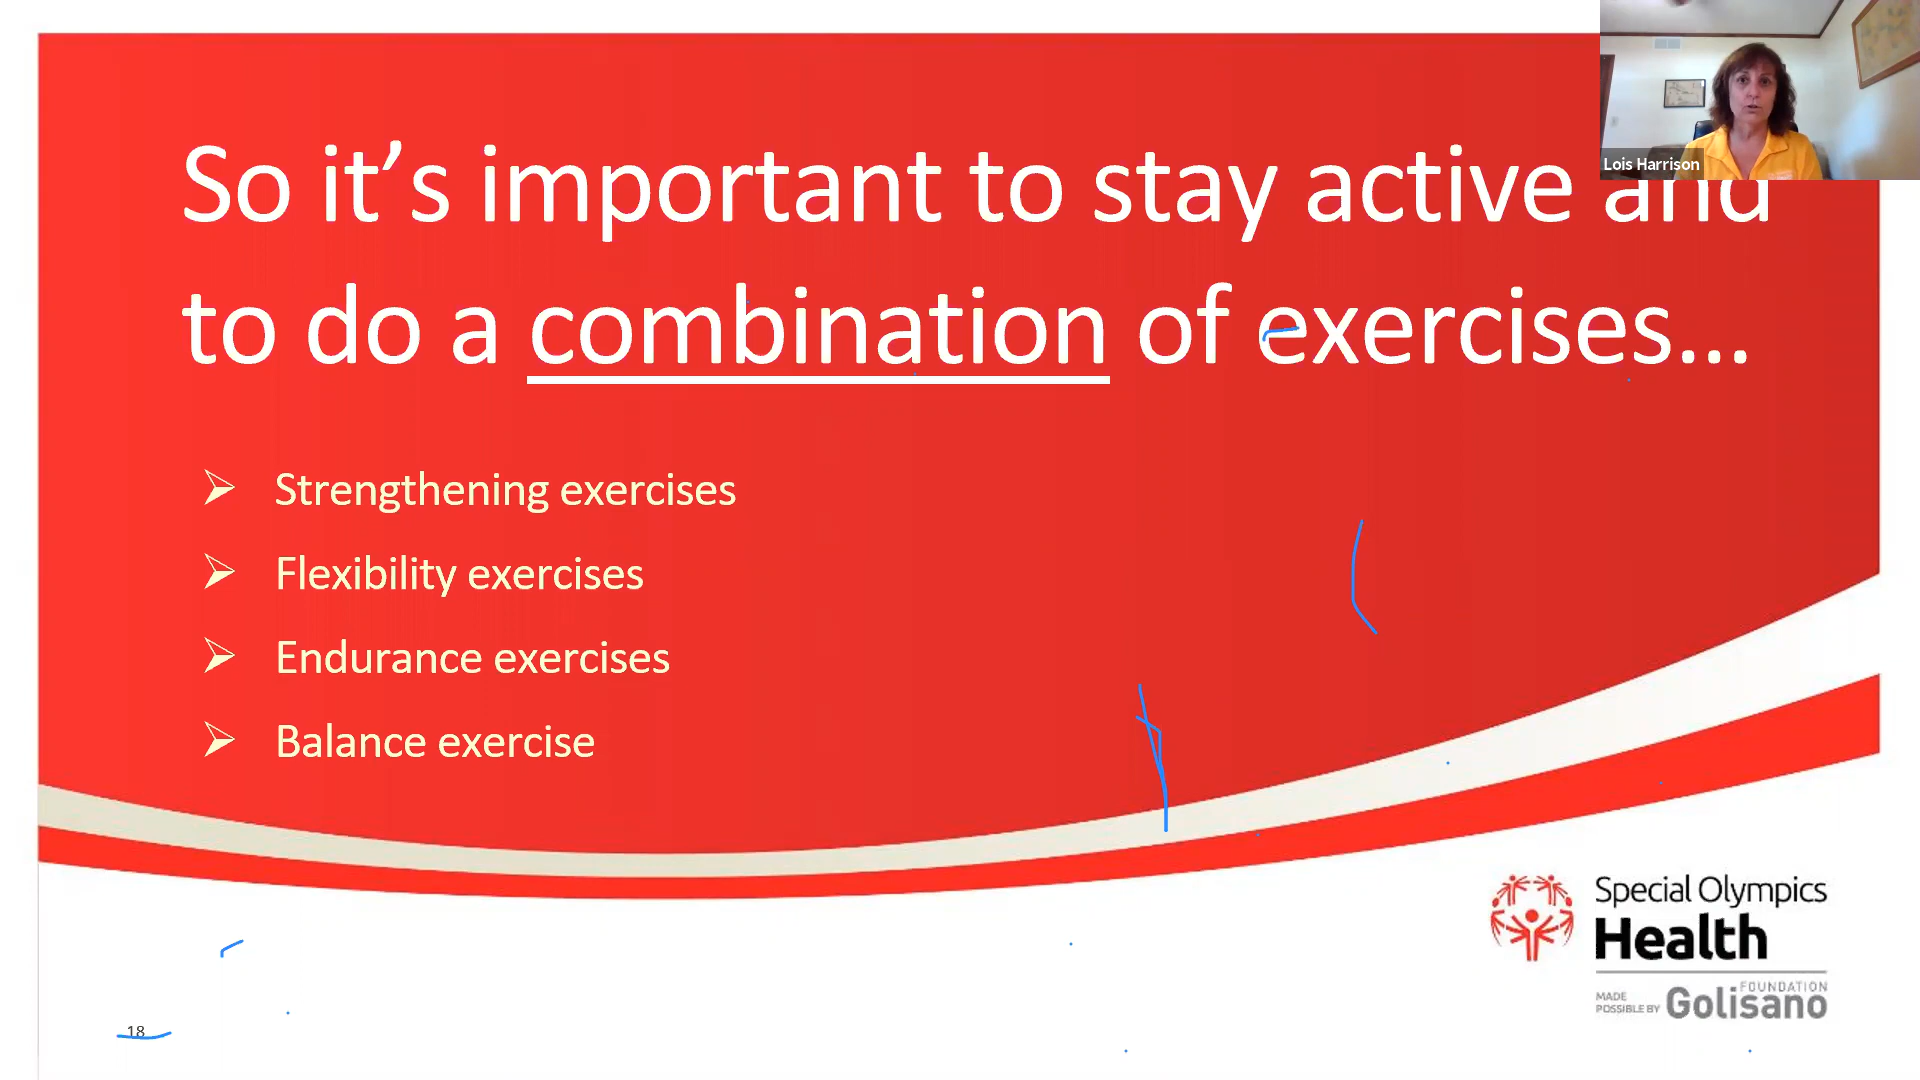 So it’s important to stay active and
to do a combination of exercises...
Lois Harrison
➢ Strengthening exercises
➢ Flexibility exercises
➢ Endurance exercises
➢ Balance exercise
Special Olympics
Health
MADE
POSSIBLE BY
FOUNDATION
Golisano
18